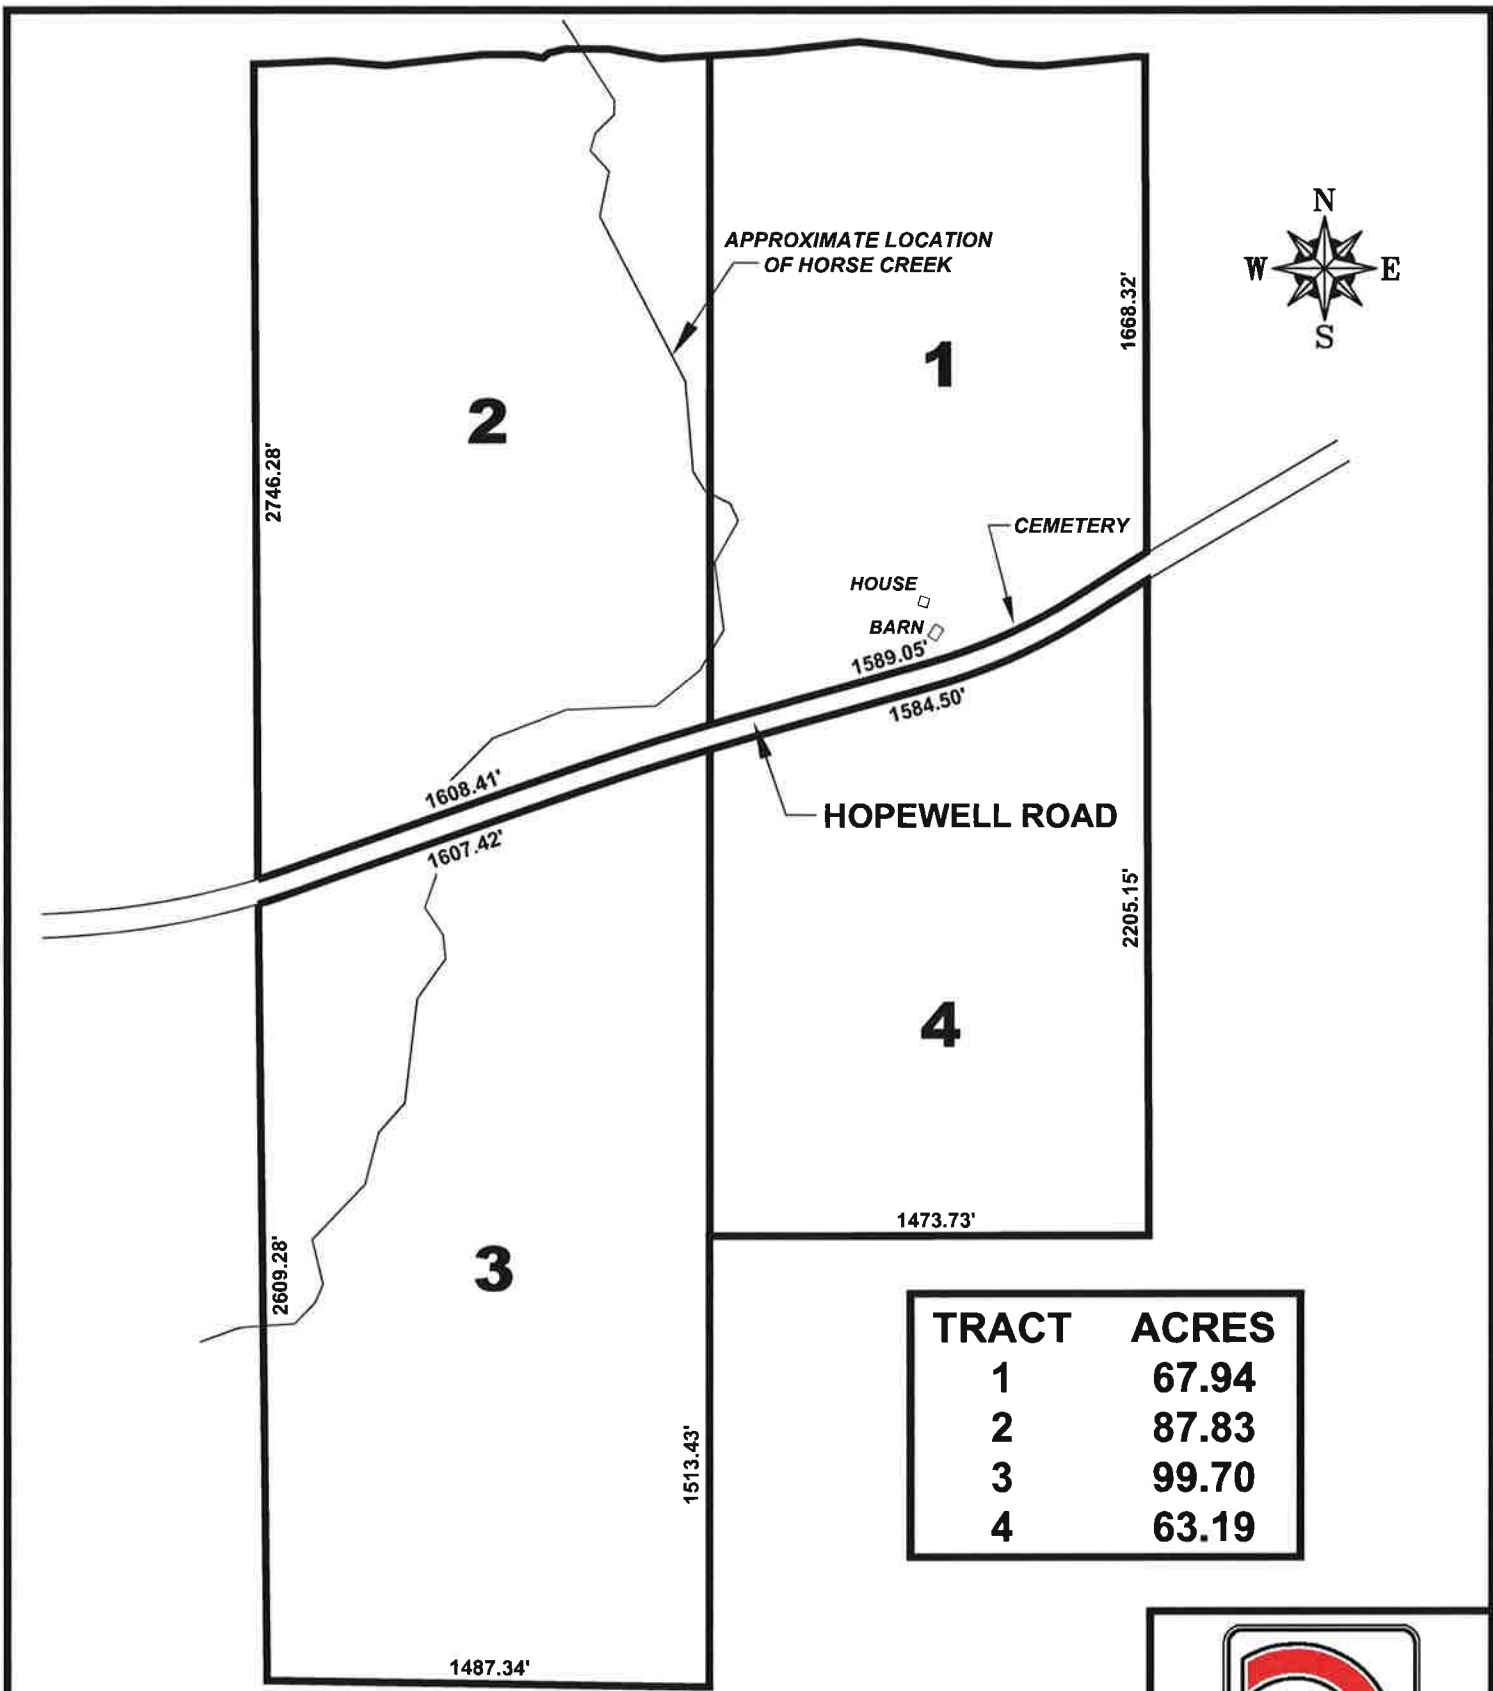 N
W E
S
APPROXIMATE LOCATION
OF HORSE CREEK
1668.32'
1
2
2746.28'
CEMETERY
HOUSE
BARN
1589.05'
1584.50'
1608.41'
1607.42'
HOPEWELL ROAD
2205.15'
4
1473.73'
3
2609.28'
1513.43'
1487.34'
TRACT ACRES
1 67.94
2 87.83
3 99.70
4 63.19